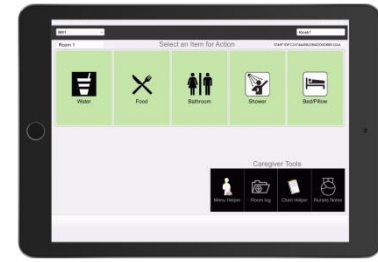 Room 1
Select an Item for Action
Water
Food
Bathroom
Shower
Bed/Pillow
Caregiver Tools
Menu Helper
Room log
Chart Helper
Nurses Notes